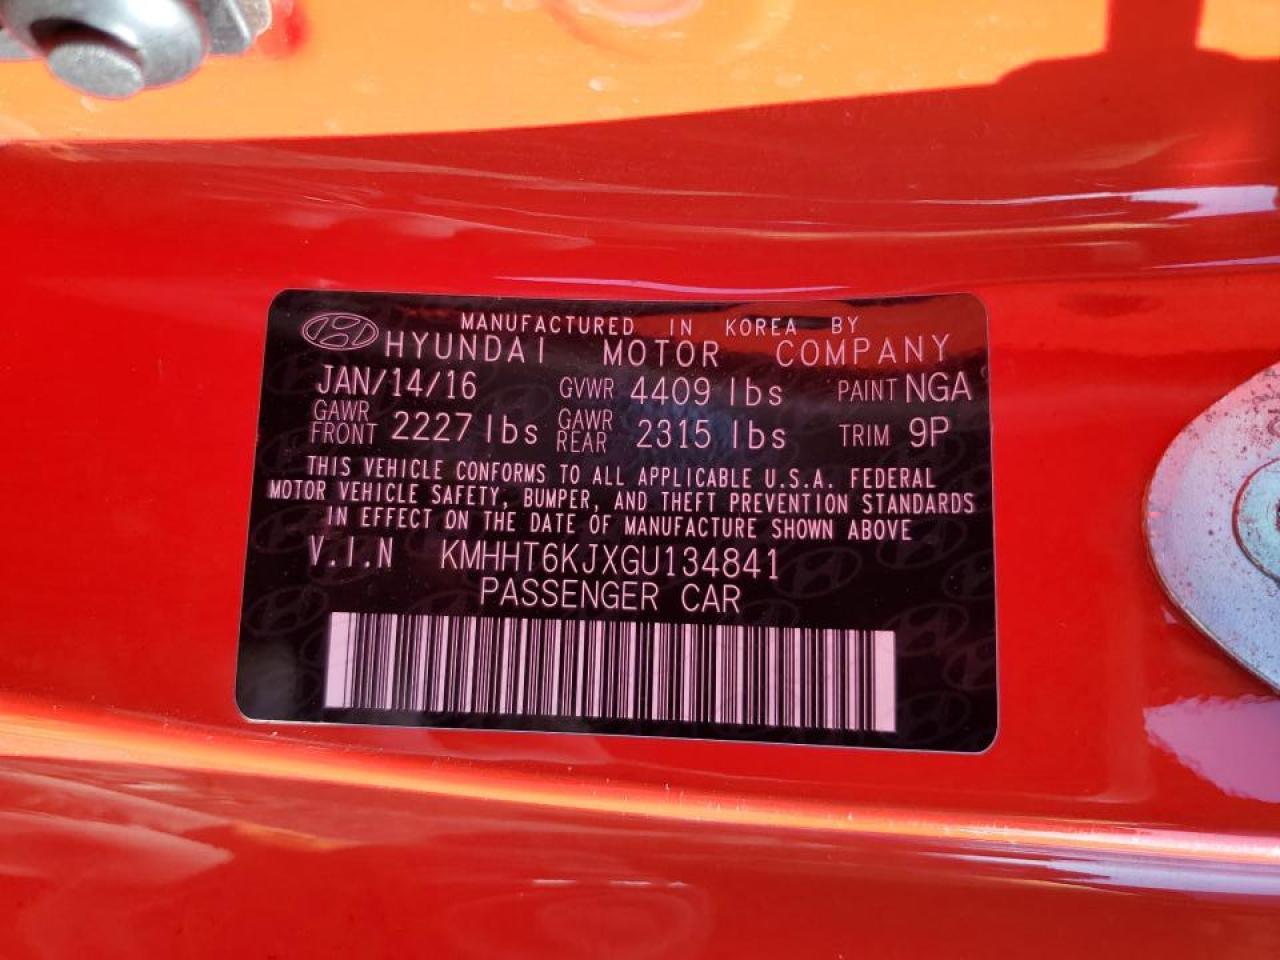 MANUFACTURED IN KOREA BY
HYUNDAI MOTOR COMPANY
JAN/14/16 GVWR 4409 lbs PAINT NGA
GAWR FRONT 2227 lbs GAWR REAR 2315 lbs TRIM 9P
THIS VEHICLE CONFORMS TO ALL APPLICABLE U.S.A. FEDERAL
MOTOR VEHICLE SAFETY, BUMPER, AND THEFT PREVENTION STANDARDS
IN EFFECT ON THE DATE OF MANUFACTURE SHOWN ABOVE
V.I.N KMHHT6KJXGU134841
PASSENGER CAR